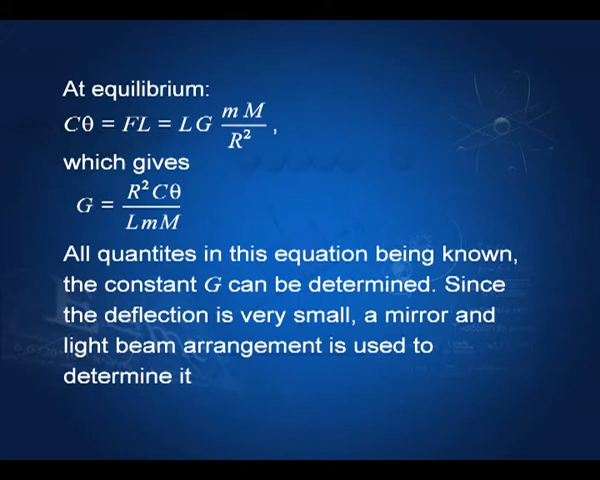 At equilibrium:
Cθ = FL = LG mM/R²,
which gives
G = R²Cθ/LmM
All quantites in this equation being known,
the constant G can be determined. Since
the deflection is very small, a mirror and
light beam arrangement is used to
determine it